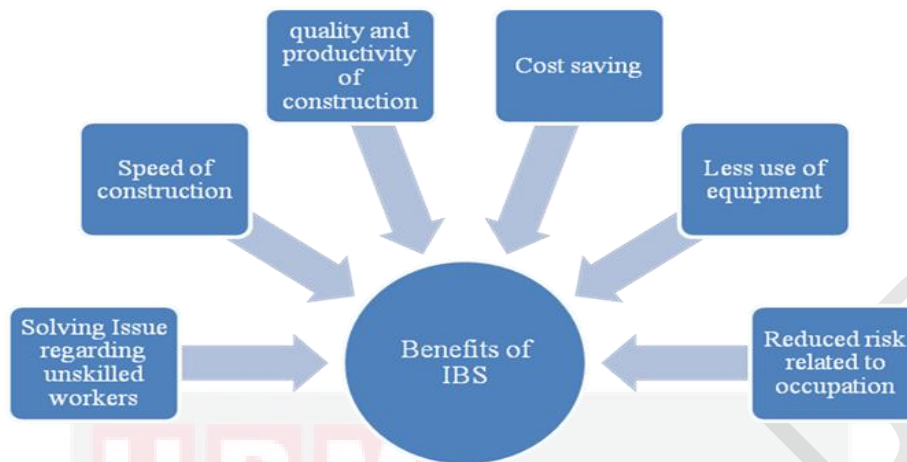 quality and
productivity
of
construction
Cost saving
Speed of
construction
Less use of
equipment
Solving Issue
regarding
unskilled
workers
Benefits of
IBS
Reduced risk
related to
occupation